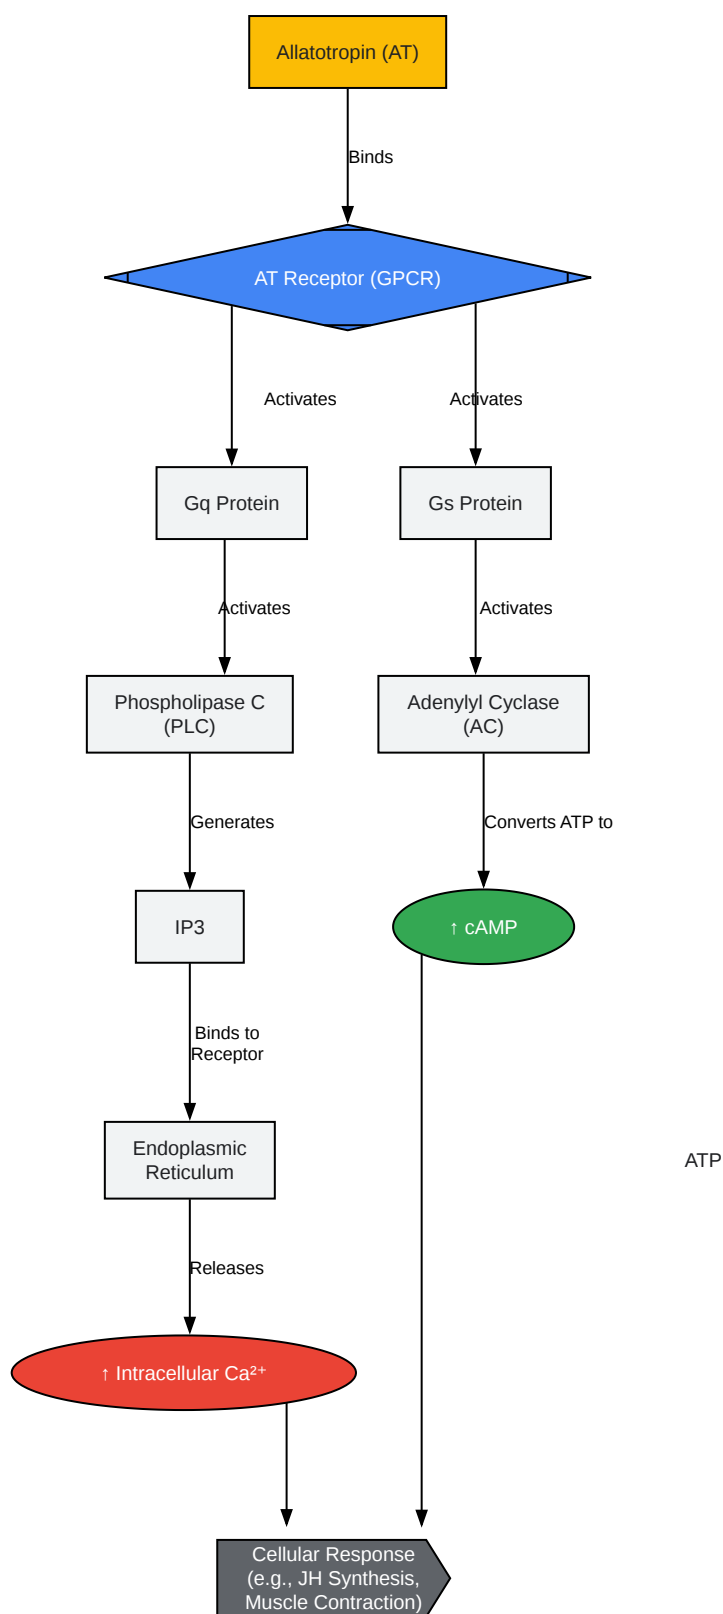 Allatotropin (AT)
Binds
AT Receptor (GPCR)
Activates
Activates
Gq Protein
Gs Protein
Activates
Activates
Phospholipase C
(PLC)
Adenylyl Cyclase
(AC)
Generates
Converts ATP to
IP3
↑ cAMP
Binds to
Receptor
Endoplasmic
Reticulum
ATP
Releases
↑ Intracellular Ca²⁺
Cellular Response
(e.g., JH Synthesis,
Muscle Contraction)